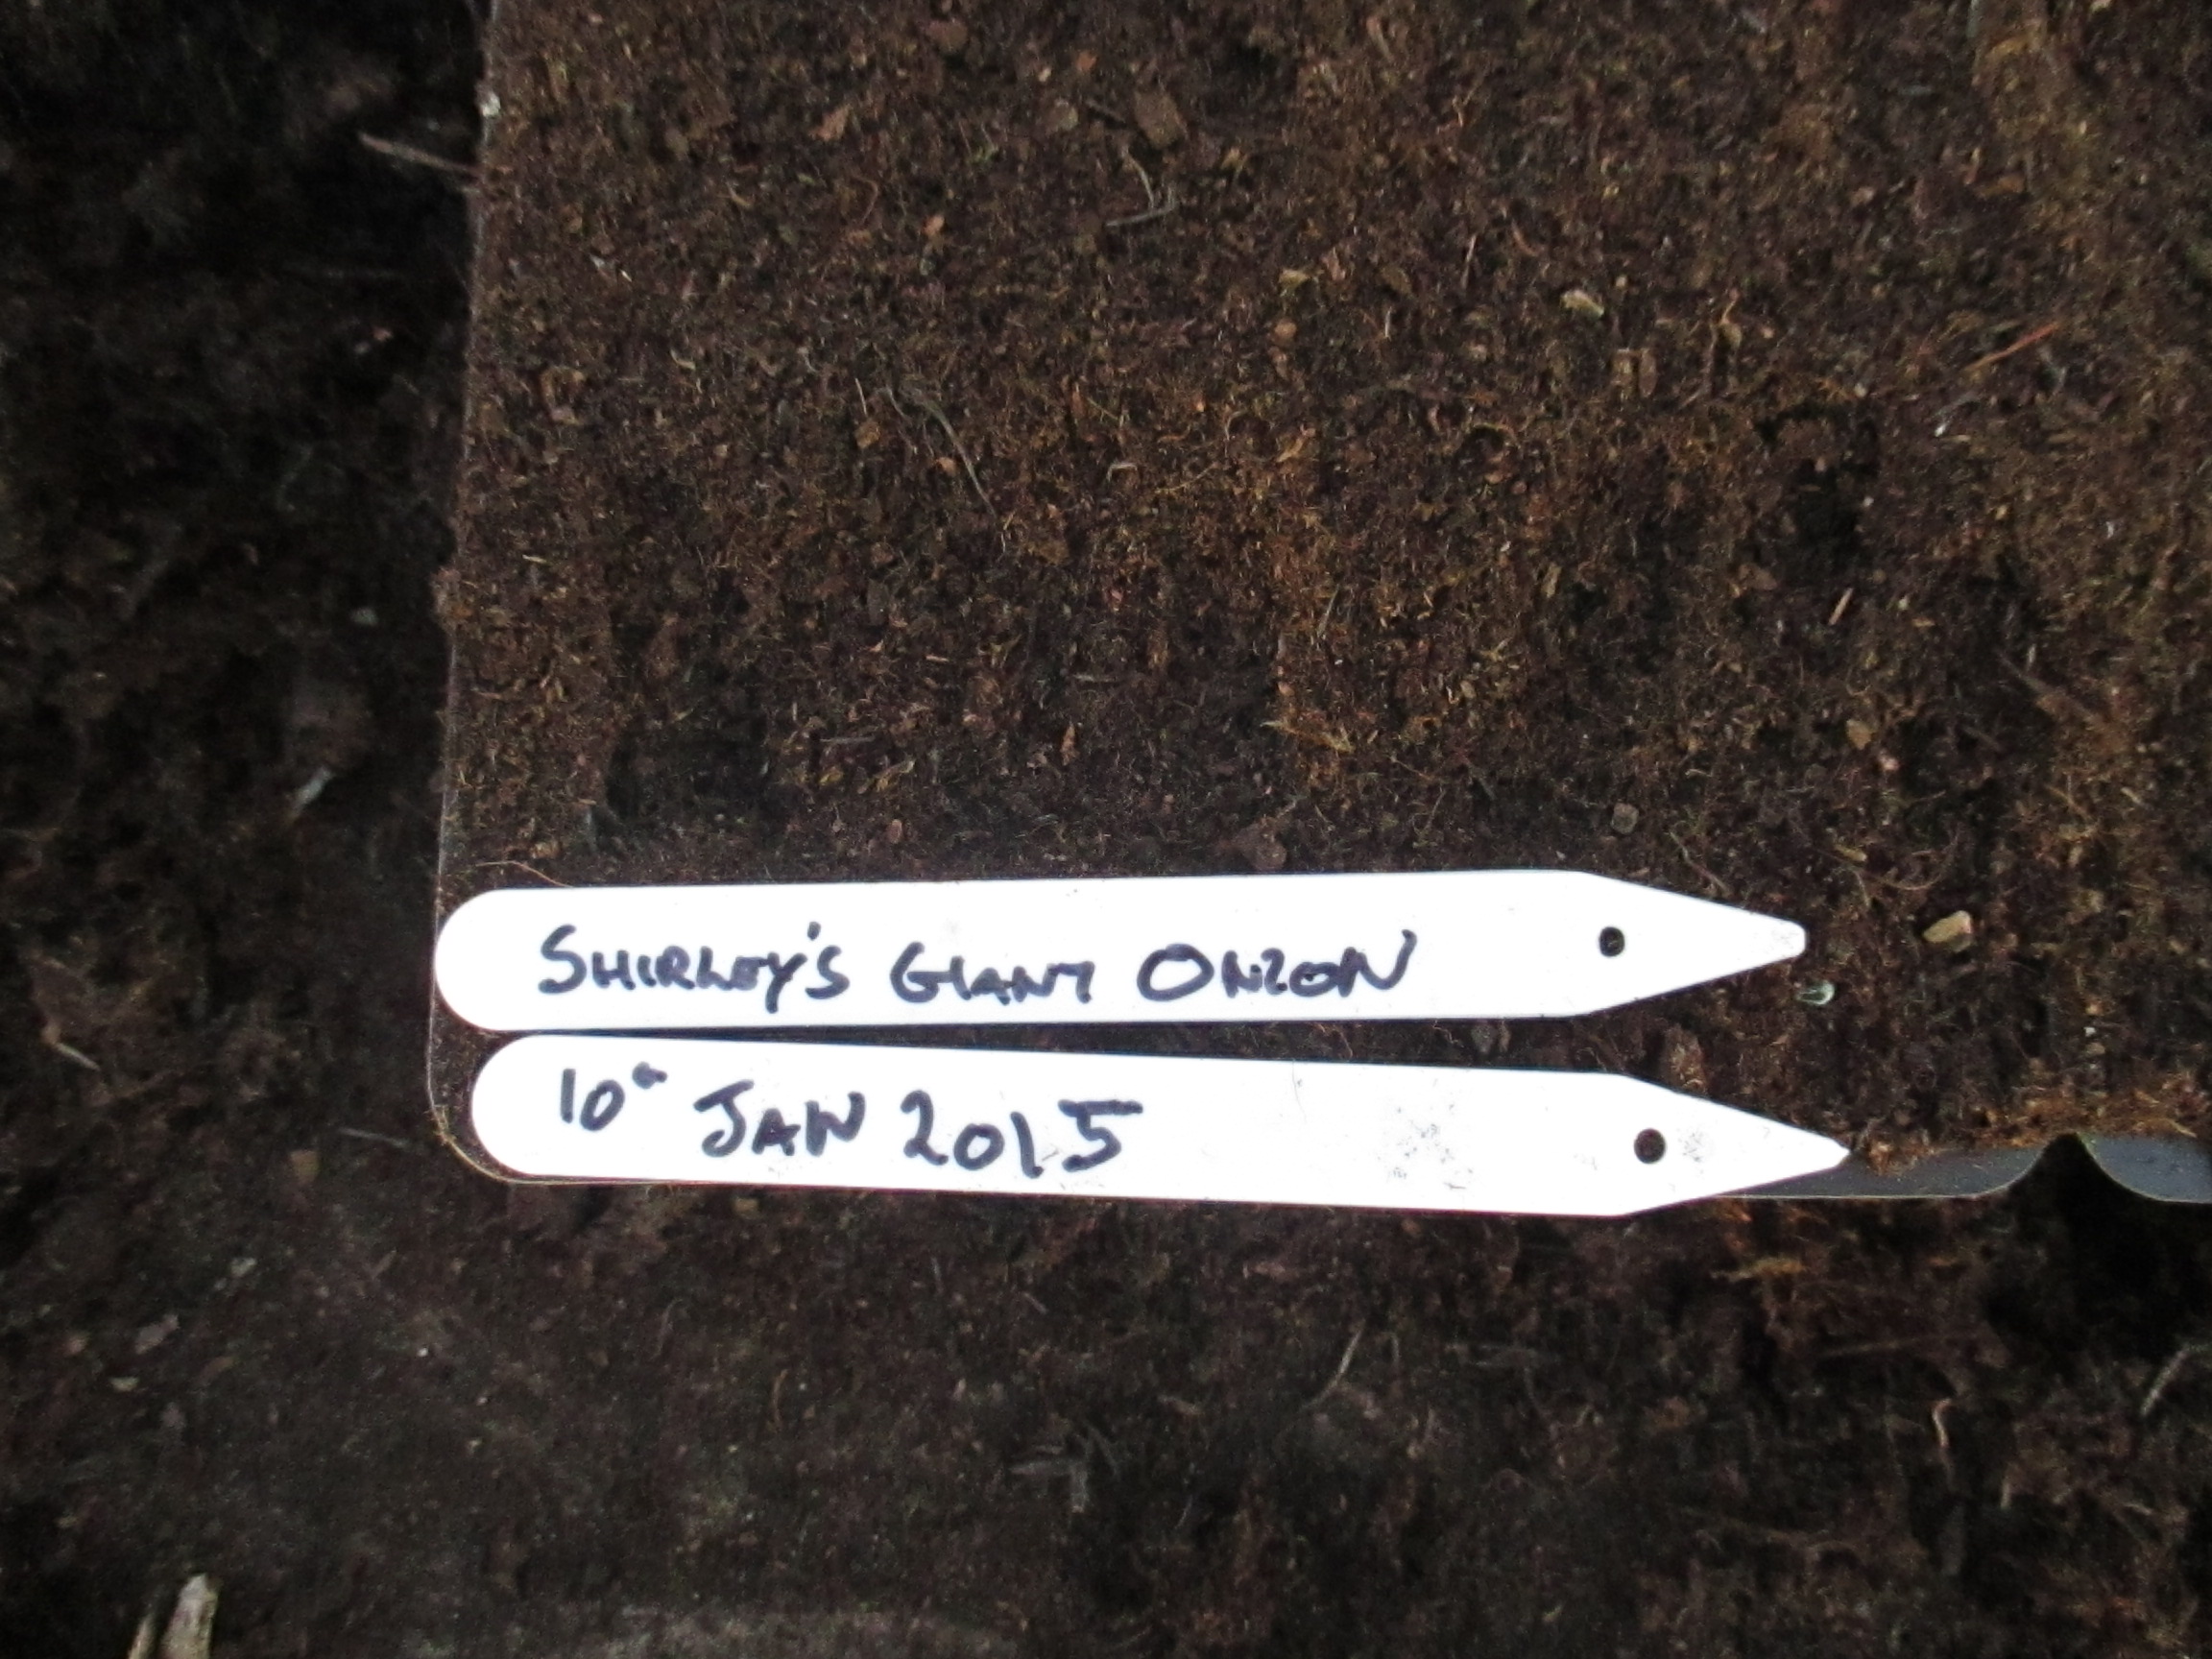 SHIRLEY'S GIANT ONION
10th JAN 2015